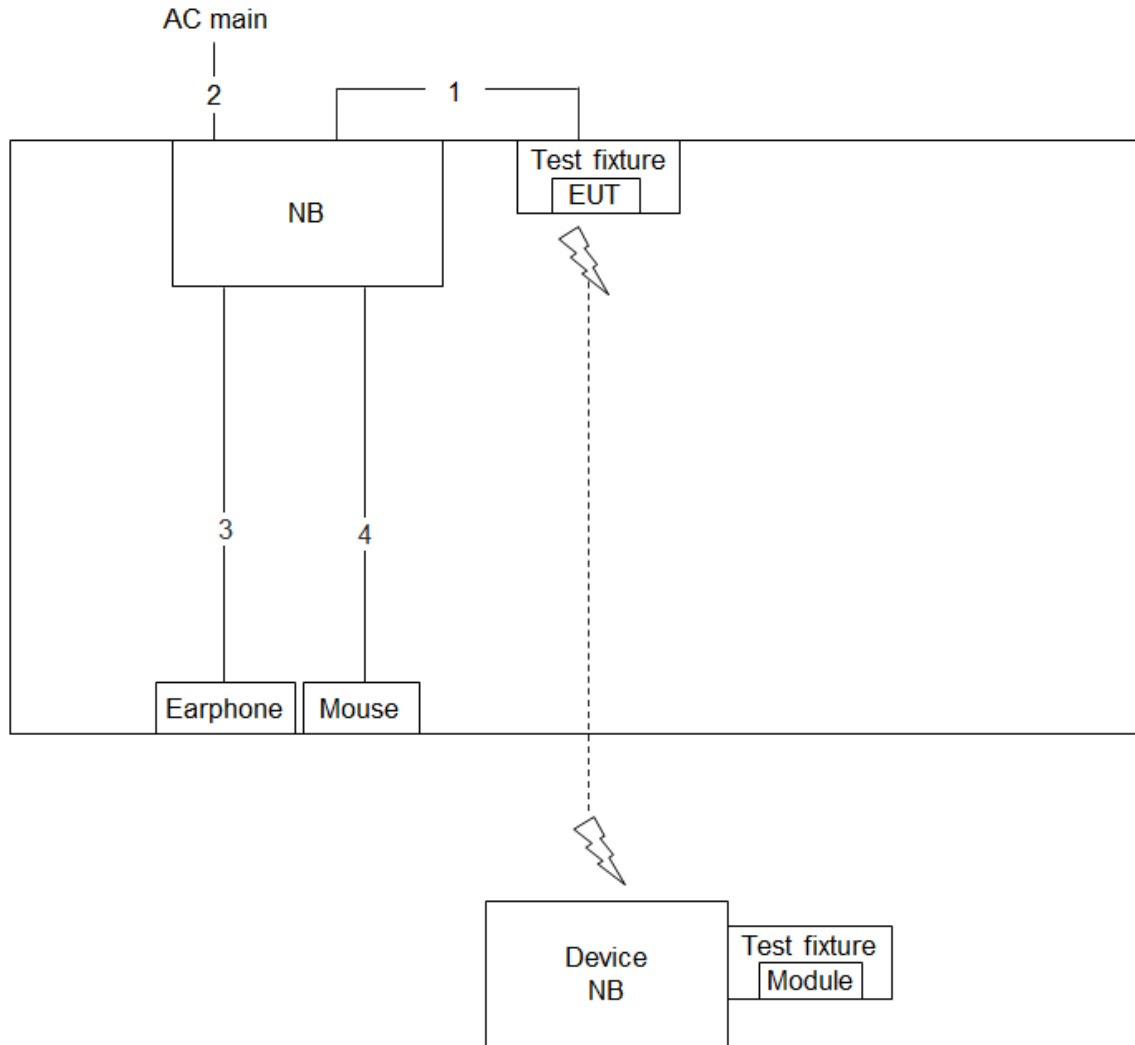 AC main
2
1
NB
Test fixture
EUT
3
4
Earphone
Mouse
Device
NB
Test fixture
Module